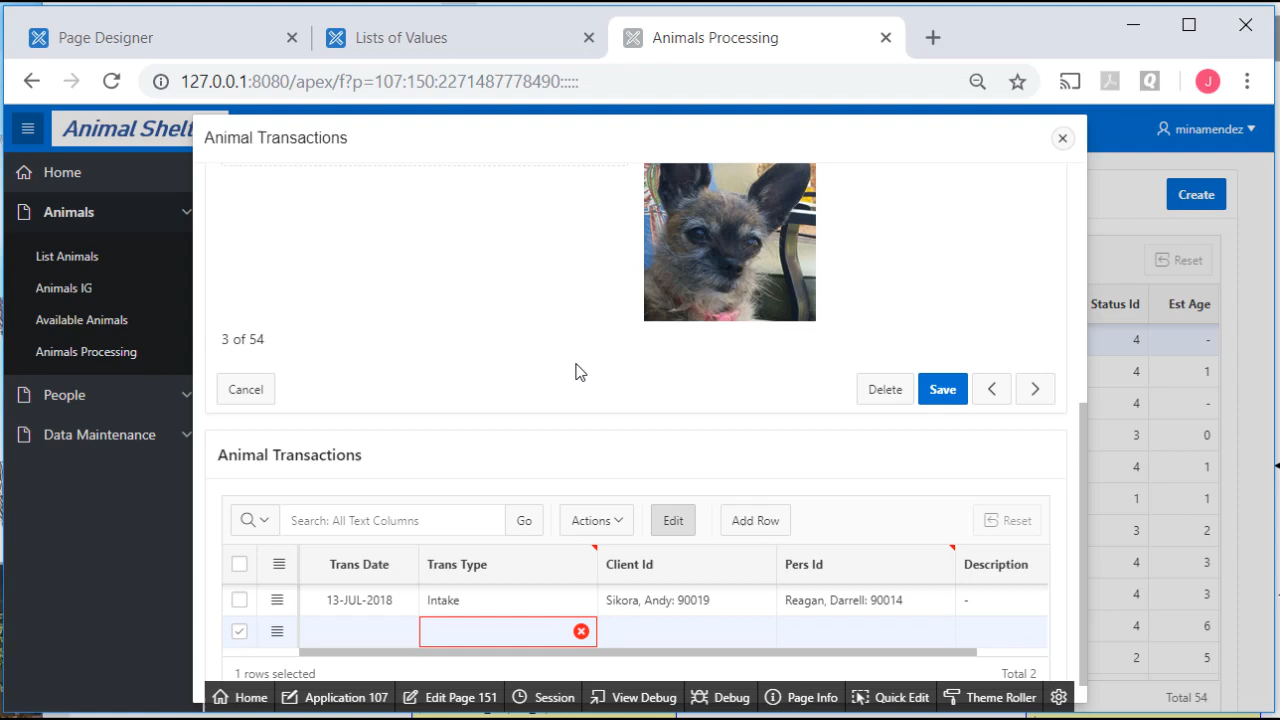 Page Designer
Lists of Values
Animals Processing
127.0.0.1:8080/apex/f?p=107:150:2271487778490:::::
J
Animal Shelt
minamendez
Home
Animals
List Animals
Animals IG
Available Animals
Animals Processing
People
Data Maintenance
Create
Reset
Status Id Est Age
4 -
4 1
4 -
3 0
4 1
1 1
3 2
4 3
4 3
4 6
2 5
Total 54
Animal Transactions
3 of 54
Cancel Delete Save
Animal Transactions
Search: All Text Columns Go Actions Edit Add Row Reset
Trans Date Trans Type Client Id Pers Id Description
13-JUL-2018 Intake Sikora, Andy: 90019 Reagan, Darrell: 90014 -
1 rows selected Total 2
Home Application 107 Edit Page 151 Session View Debug Debug Page Info Quick Edit Theme Roller